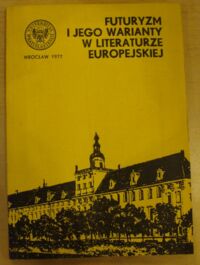 FUTURYZM
I JEGO WARIANTY
W LITERATURZE
EUROPEJSKIEJ
WROCŁAW 1977